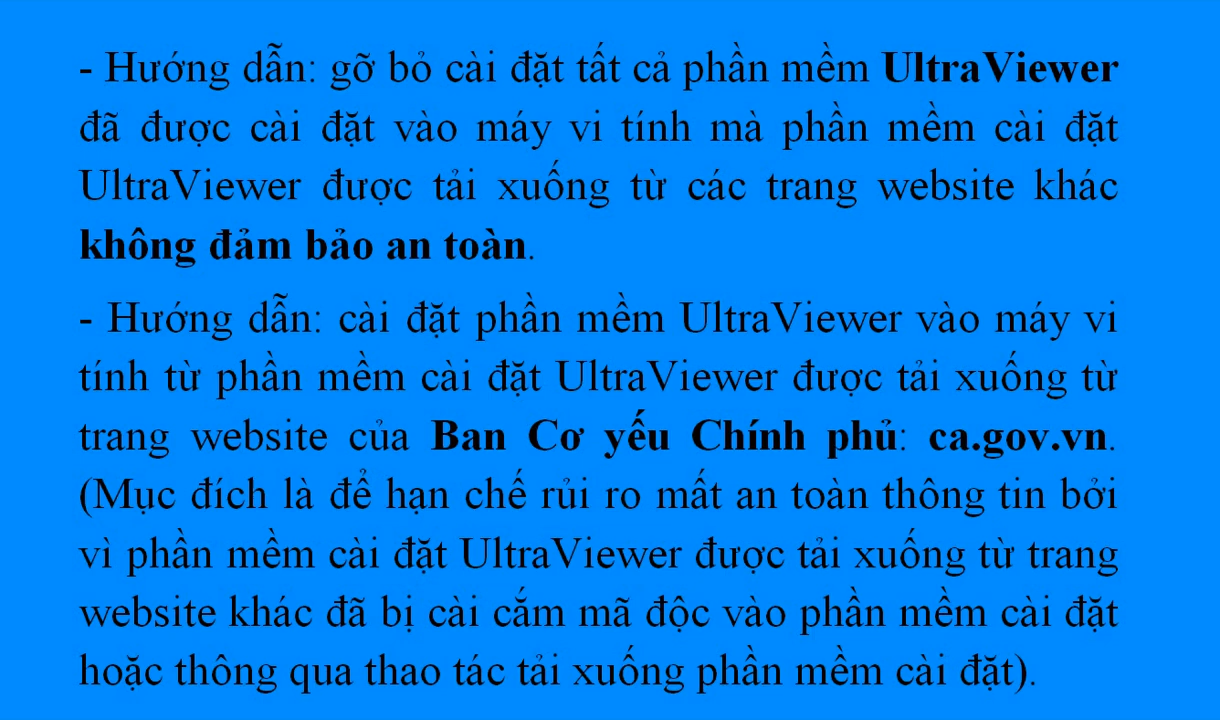 - Hướng dẫn: gỡ bỏ cài đặt tất cả phần mềm UltraViewer
đã được cài đặt vào máy vi tính mà phần mềm cài đặt
UltraViewer được tải xuống từ các trang website khác
không đảm bảo an toàn.
- Hướng dẫn: cài đặt phần mềm UltraViewer vào máy vi
tính từ phần mềm cài đặt UltraViewer được tải xuống từ
trang website của Ban Cơ yếu Chính phủ: ca.gov.vn.
(Mục đích là để hạn chế rủi ro mất an toàn thông tin bởi
vì phần mềm cài đặt UltraViewer được tải xuống từ trang
website khác đã bị cài cắm mã độc vào phần mềm cài đặt
hoặc thông qua thao tác tải xuống phần mềm cài đặt).